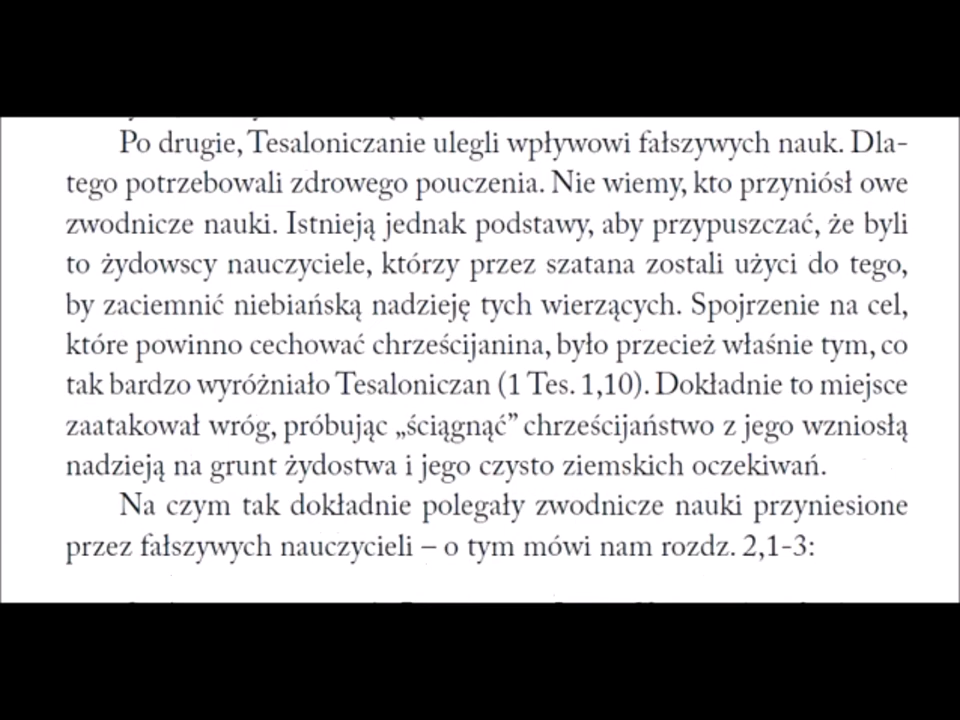 Po drugie, Tesaloniczanie ulegli wpływowi fałszywych nauk. Dla-
tego potrzebowali zdrowego pouczenia. Nie wiemy, kto przyniósł owe
zwodnicze nauki. Istnieją jednak podstawy, aby przypuszczać, że byli
to żydowscy nauczyciele, którzy przez szatana zostali użyci do tego,
by zaciemnić niebiańską nadzieję tych wierzących. Spojrzenie na cel,
które powinno cechować chrześcijanina, było przecież właśnie tym, co
tak bardzo wyróżniało Tesaloniczan (1 Tes. 1,10). Dokładnie to miejsce
zaatakował wróg, próbując „ściągnąć” chrześcijaństwo z jego wzniosłą
nadzieją na grunt żydostwa i jego czysto ziemskich oczekiwań.
Na czym tak dokładnie polegały zwodnicze nauki przyniesione
przez fałszywych nauczycieli – o tym mówi nam rozdz. 2,1-3: